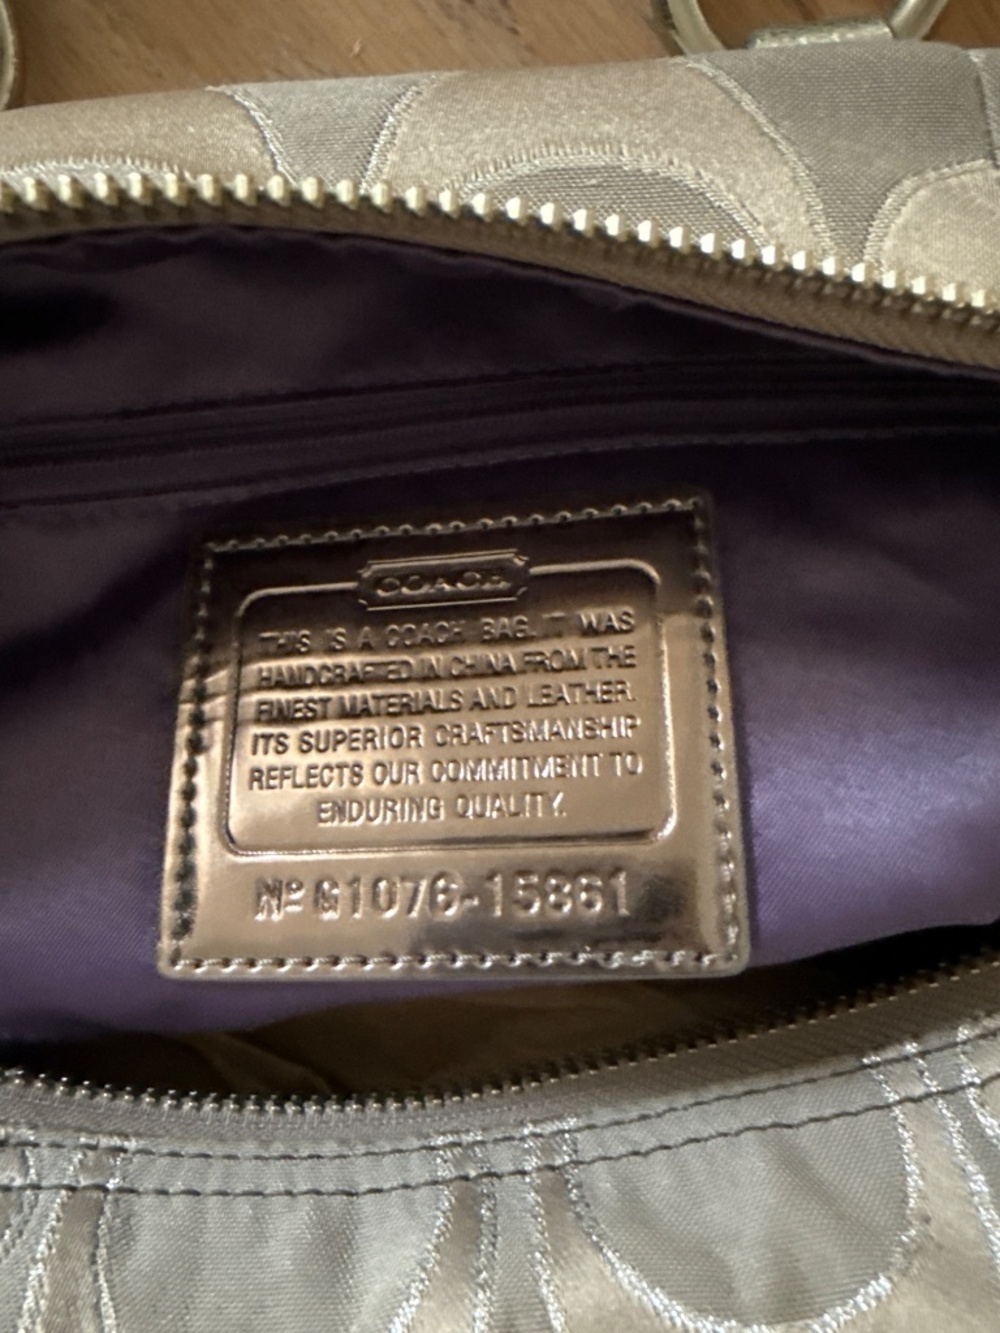 COACH
THIS IS A COACH BAG. IT WAS
HANDCRAFTED IN CHINA FROM THE
FINEST MATERIALS AND LEATHER.
ITS SUPERIOR CRAFTSMANSHIP
REFLECTS OUR COMMITMENT TO
ENDURING QUALITY.
Nº G1076-15861